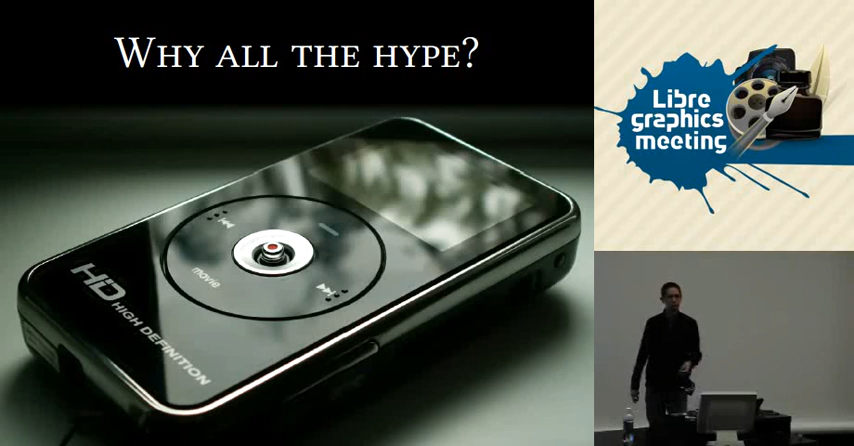 Why all the hype?
movie
HD
HIGH DEFINITION
Libre
graphics
meeting